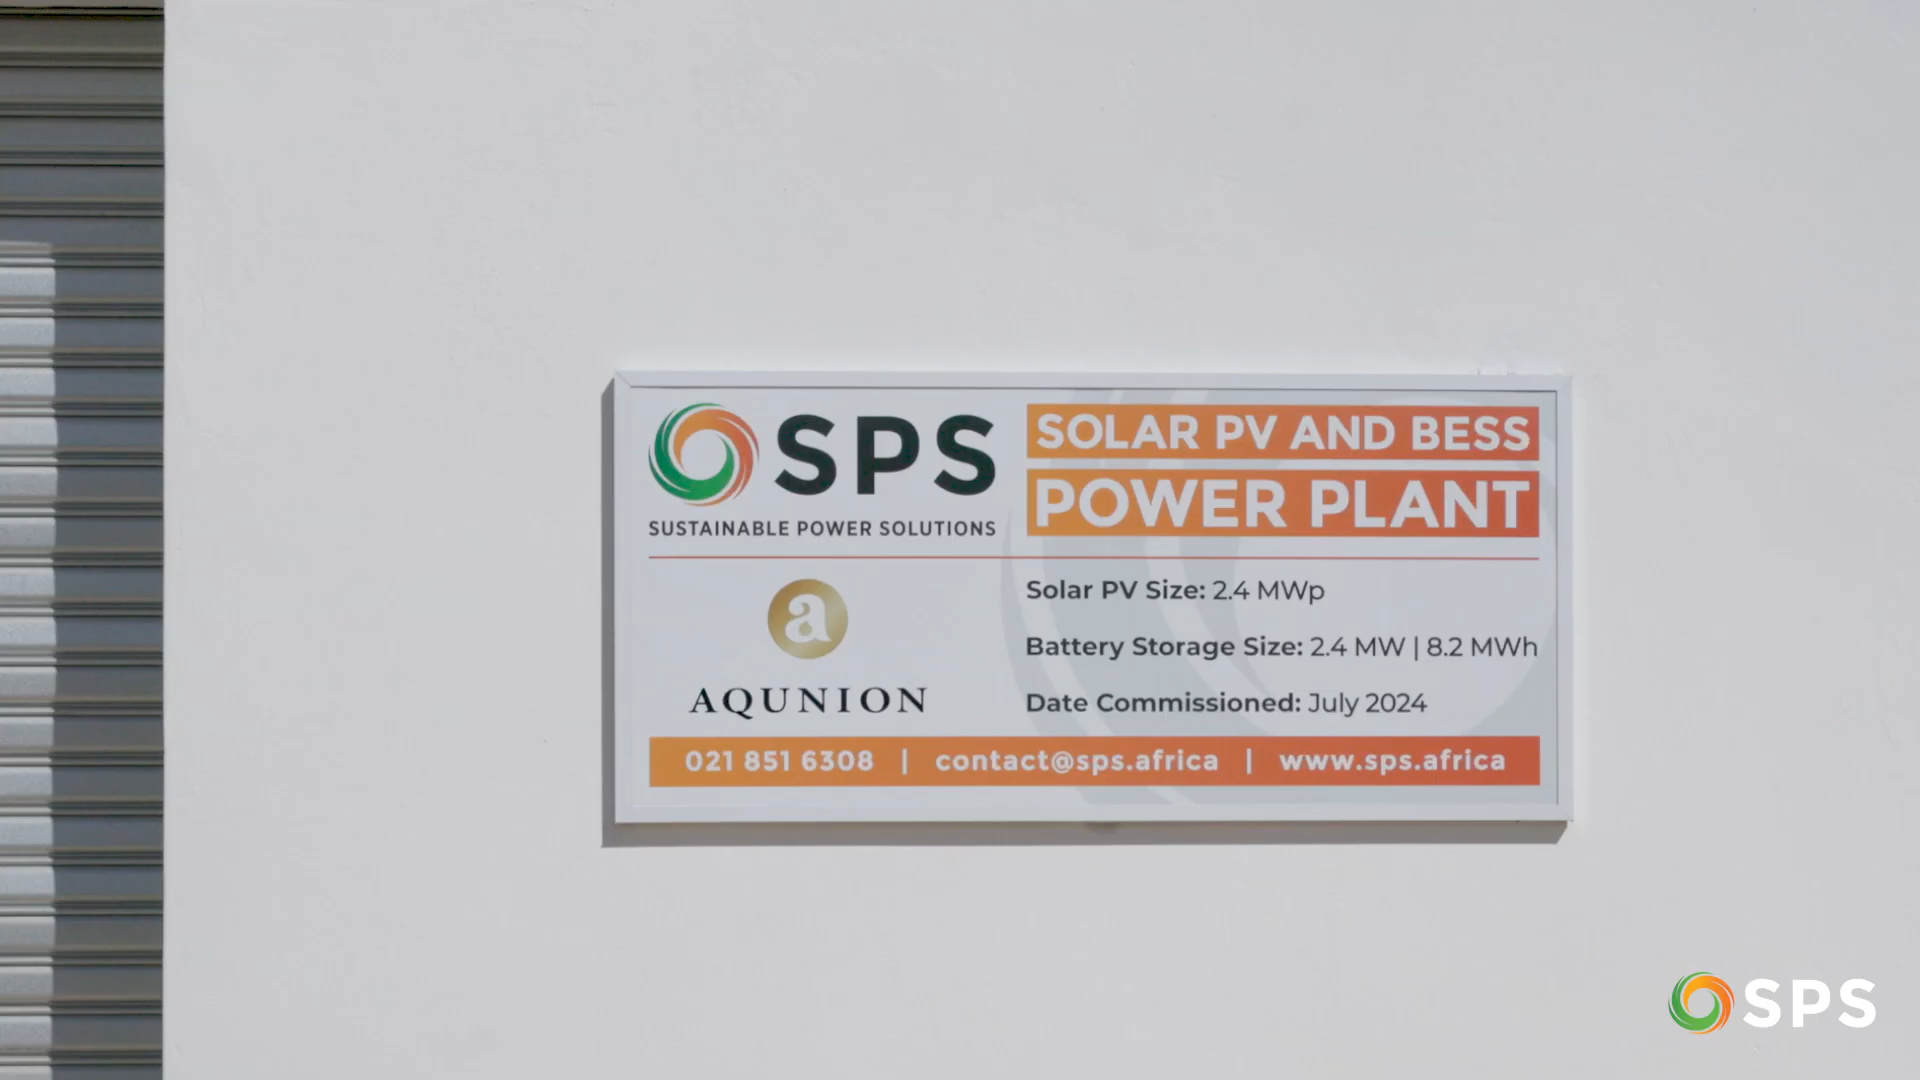 SPS
SUSTAINABLE POWER SOLUTIONS
SOLAR PV AND BESS
POWER PLANT
a
AQUNION
Solar PV Size: 2.4 MWp
Battery Storage Size: 2.4 MW | 8.2 MWh
Date Commissioned: July 2024
021 851 6308 | contact@sps.africa | www.sps.africa
SPS